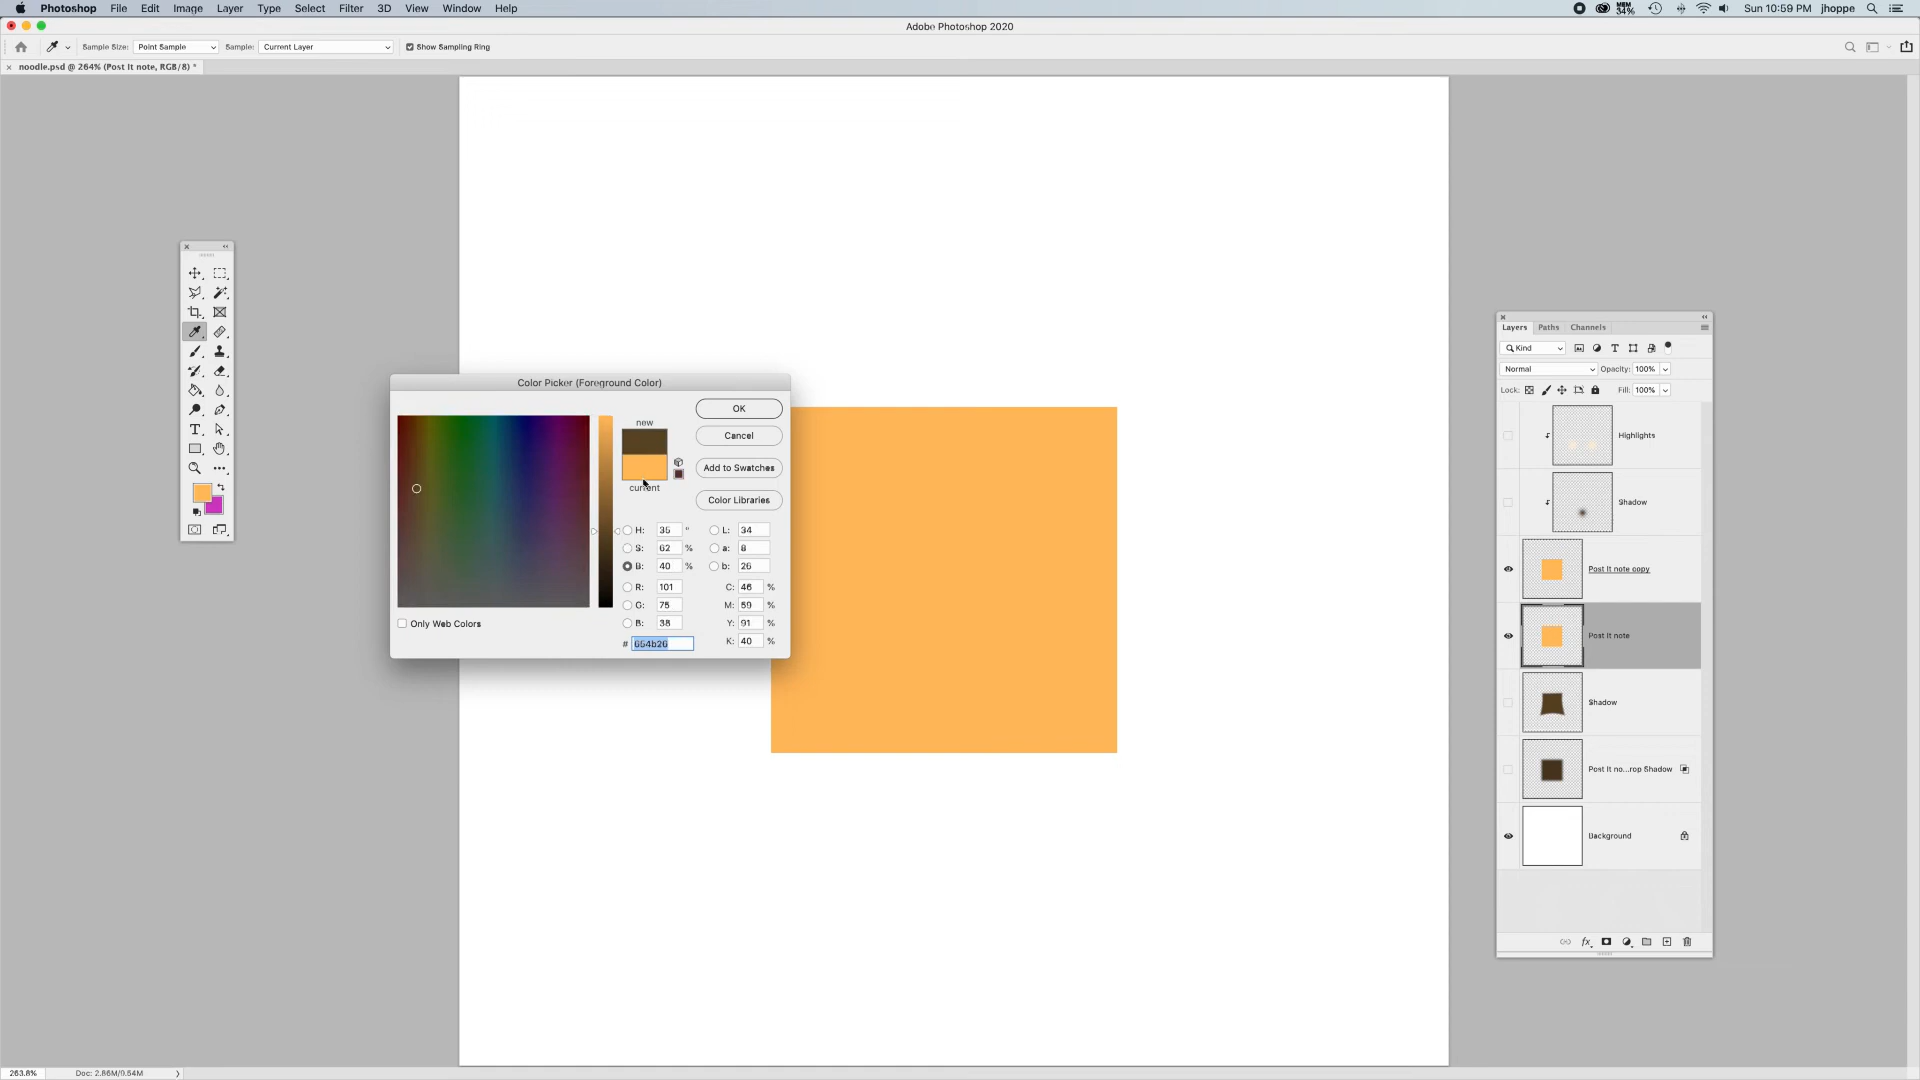 Photoshop File Edit Image Layer Type Select Filter 3D View Window Help
MEM 34% Sun 10:59 PM jhoppe
Adobe Photoshop 2020
Sample Size: Point Sample Sample: Current Layer Show Sampling Ring
noodle.psd @ 264% (Post It note, RGB/8) *
Color Picker (Foreground Color)
new
current
OK
Cancel
Add to Swatches
Color Libraries
H: 35 °
S: 62 %
B: 40 %
R: 101
G: 75
B: 38
# 654b26
L: 34
a: 8
b: 26
C: 46 %
M: 59 %
Y: 91 %
K: 40 %
Only Web Colors
Layers Paths Channels
Kind
Normal Opacity: 100%
Lock: Fill: 100%
Highlights
Shadow
Post It note copy
Post It note
Shadow
Post It no...rop Shadow
Background
fx
263.8% Doc: 2.86M/9.54M